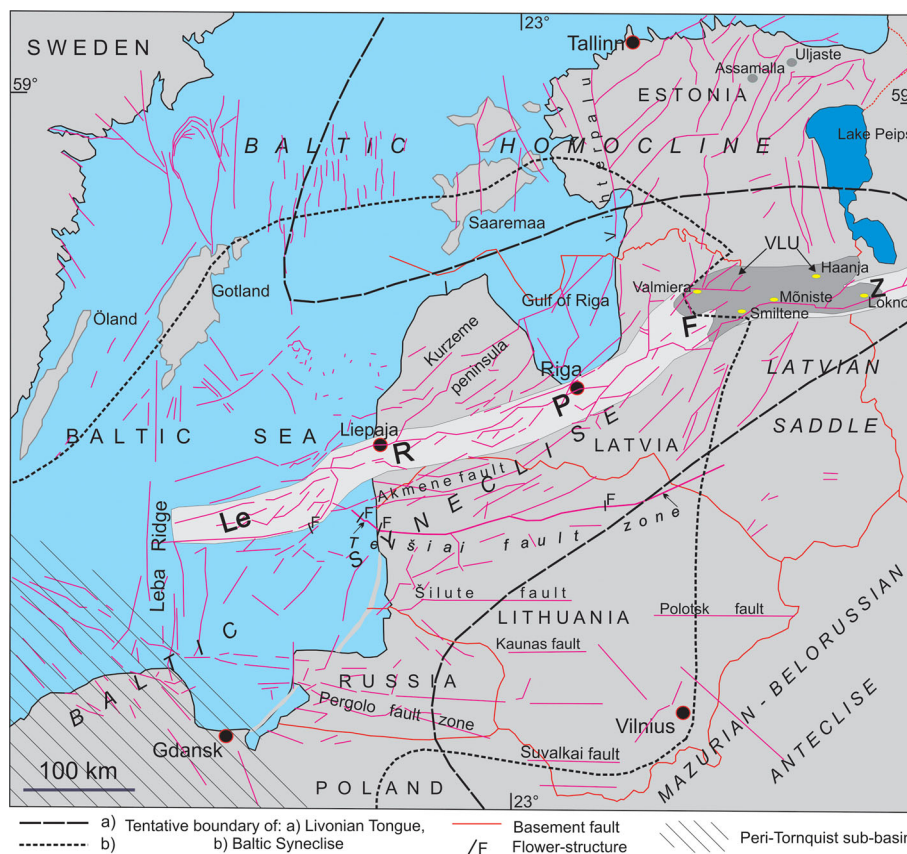 23°
SWEDEN
Tallinn
Uljaste
Assamalla
59°
59
ESTONIA
BALTIC HOMOCLINE
Lake Peips
Vihterpalu
Saaremaa
VLU
Haanja
Gotland
Gulf of Riga
Valmiera
Z
Lokno
Mõniste
Öland
F
Smiltene
Kurzeme
peninsula
LATVIAN
Riga
P
SADDLE
BALTIC SEA
Liepaja
R
LATVIA
Akmene fault
Le
F
F
F
F
Telšiai fault zone
BALTIC SYNECLISE
Leba Ridge
Šilute fault
LITHUANIA
Polotsk fault
Kaunas fault
RUSSIA
Pergolo fault zone
Vilnius
MAZURIAN - BELORUSSIAN
ANTECLISE
Gdansk
Suvalkai fault
100 km
POLAND
23°
a) Tentative boundary of: a) Livonian Tongue,
b) b) Baltic Syneclise
Basement fault
F Flower-structure
Peri-Tornquist sub-basin